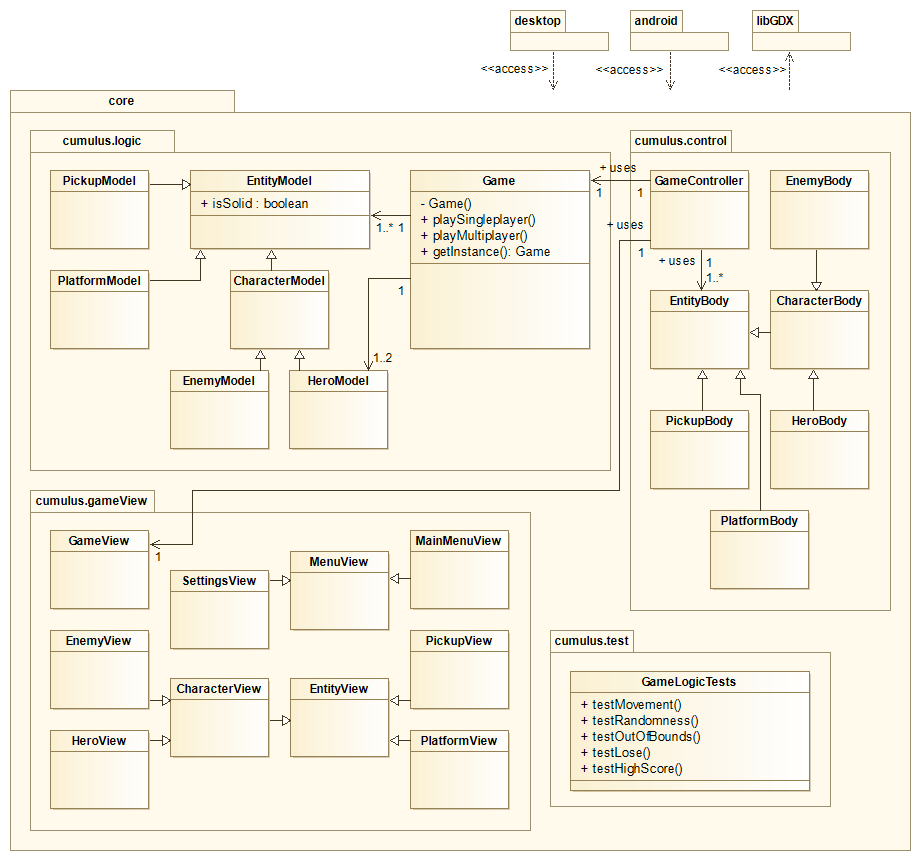 desktop
android
libGDX
<<access>>
<<access>>
<<access>>
core
cumulus.logic
PickupModel
EntityModel
+ isSolid : boolean
Game
- Game()
+ playSingleplayer()
+ playMultiplayer()
+ getInstance(): Game
1..* 1
PlatformModel
CharacterModel
1
1..2
EnemyModel
HeroModel
cumulus.control
+ uses
1
1
GameController
EnemyBody
+ uses
1
+ uses
1
1..*
EntityBody
CharacterBody
PickupBody
HeroBody
PlatformBody
cumulus.gameView
GameView
1
SettingsView
MenuView
MainMenuView
EnemyView
CharacterView
EntityView
PickupView
HeroView
PlatformView
cumulus.test
GameLogicTests
+ testMovement()
+ testRandomness()
+ testOutOfBounds()
+ testLose()
+ testHighScore()